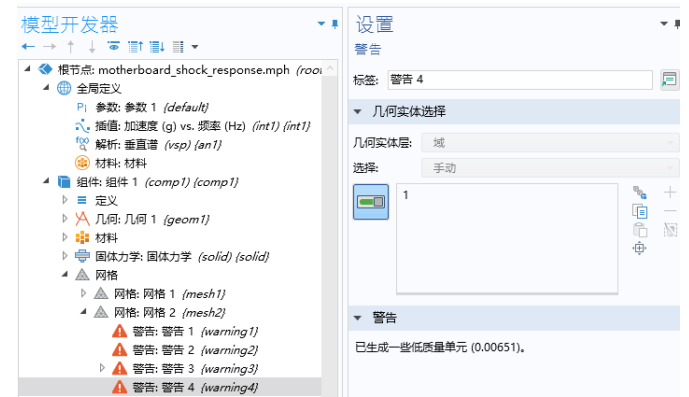 模型开发器
根节点: motherboard_shock_response.mph (root
全局定义
Pi 参数: 参数 1 {default}
插值: 加速度 (g) vs. 频率 (Hz) (int1) {int1}
f(x) 解析: 垂直谱 (vsp) {an1}
材料: 材料
组件: 组件 1 (comp1) {comp1}
定义
几何: 几何 1 {geom1}
材料
固体力学: 固体力学 (solid) {solid}
网格
网格: 网格 1 {mesh1}
网格: 网格 2 {mesh2}
警告: 警告 1 {warning1}
警告: 警告 2 {warning2}
警告: 警告 3 {warning3}
警告: 警告 4 {warning4}
设置
警告
标签: 警告 4
几何实体选择
几何实体层: 域
选择: 手动
1
警告
已生成一些低质量单元 (0.00651)。